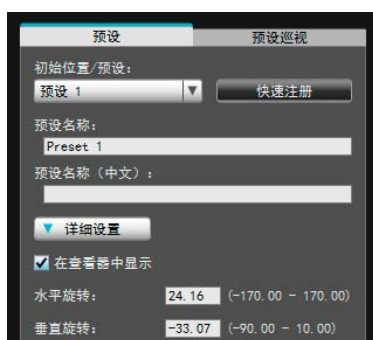 预设 预设巡视
初始位置/预设:
预设 1 快速注册
预设名称:
Preset 1
预设名称（中文）:
详细设置
在查看器中显示
水平旋转: 24.16 (-170.00 - 170.00)
垂直旋转: -33.07 (-90.00 - 10.00)